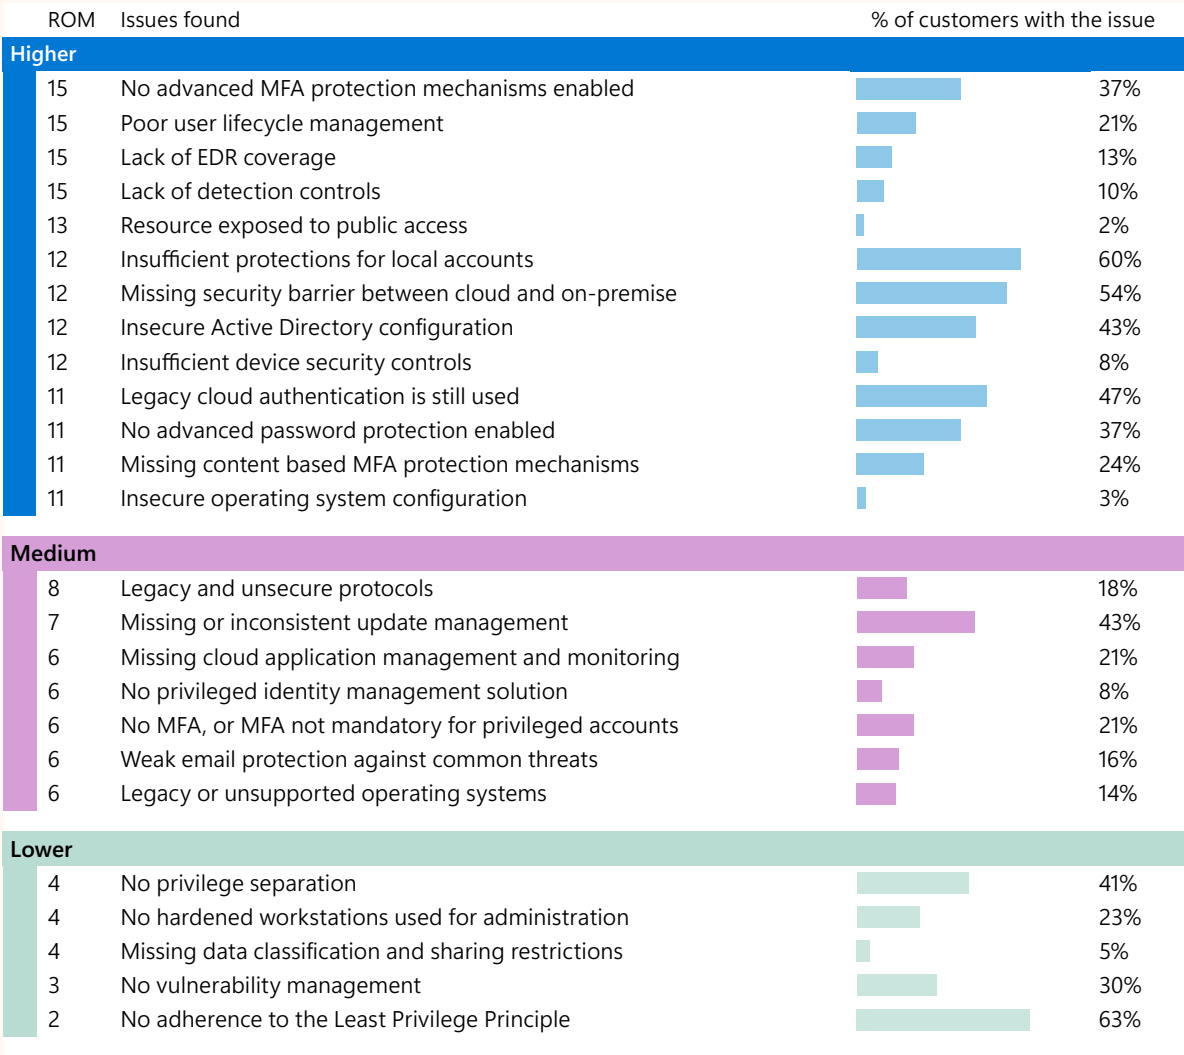 ROM Issues found % of customers with the issue
Higher
15 No advanced MFA protection mechanisms enabled 37%
15 Poor user lifecycle management 21%
15 Lack of EDR coverage 13%
15 Lack of detection controls 10%
13 Resource exposed to public access 2%
12 Insufficient protections for local accounts 60%
12 Missing security barrier between cloud and on-premise 54%
12 Insecure Active Directory configuration 43%
12 Insufficient device security controls 8%
11 Legacy cloud authentication is still used 47%
11 No advanced password protection enabled 37%
11 Missing content based MFA protection mechanisms 24%
11 Insecure operating system configuration 3%
Medium
8 Legacy and unsecure protocols 18%
7 Missing or inconsistent update management 43%
6 Missing cloud application management and monitoring 21%
6 No privileged identity management solution 8%
6 No MFA, or MFA not mandatory for privileged accounts 21%
6 Weak email protection against common threats 16%
6 Legacy or unsupported operating systems 14%
Lower
4 No privilege separation 41%
4 No hardened workstations used for administration 23%
4 Missing data classification and sharing restrictions 5%
3 No vulnerability management 30%
2 No adherence to the Least Privilege Principle 63%